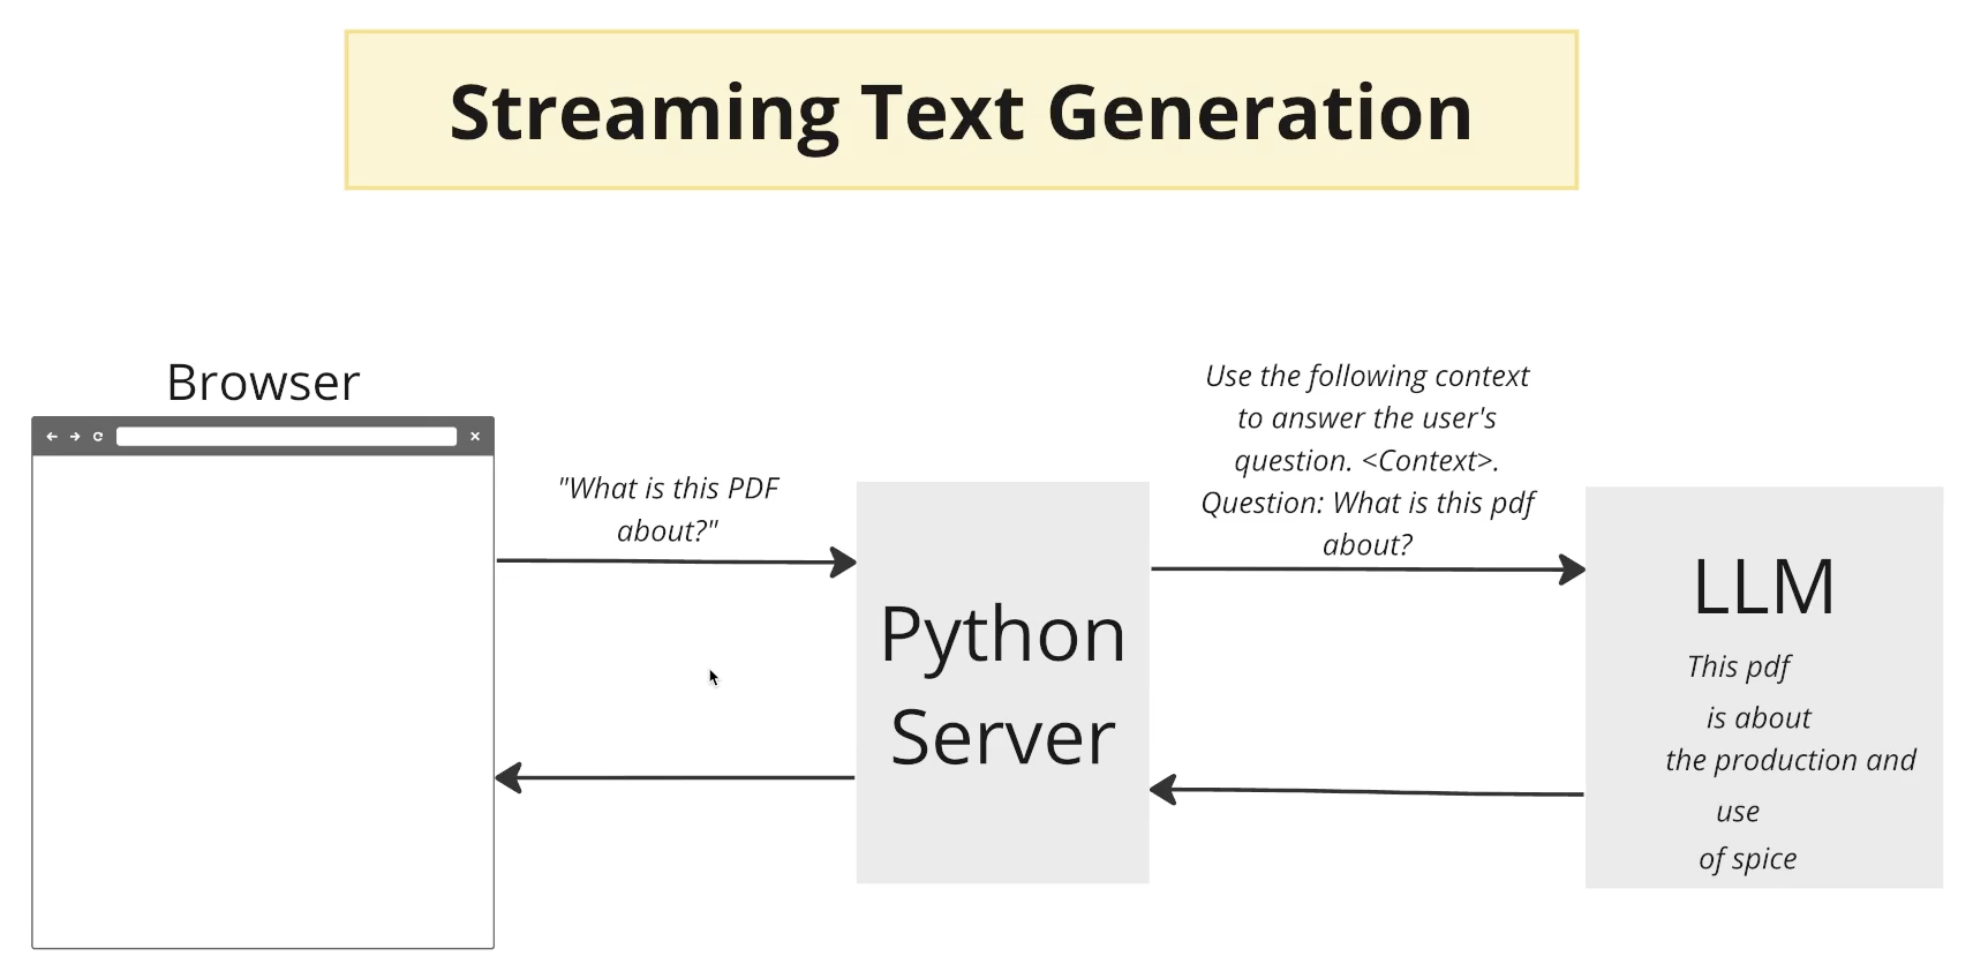 Streaming Text Generation
Browser
"What is this PDF
about?"
Python
Server
Use the following context
to answer the user's
question. <Context>.
Question: What is this pdf
about?
LLM
This pdf
is about
the production and
use
of spice